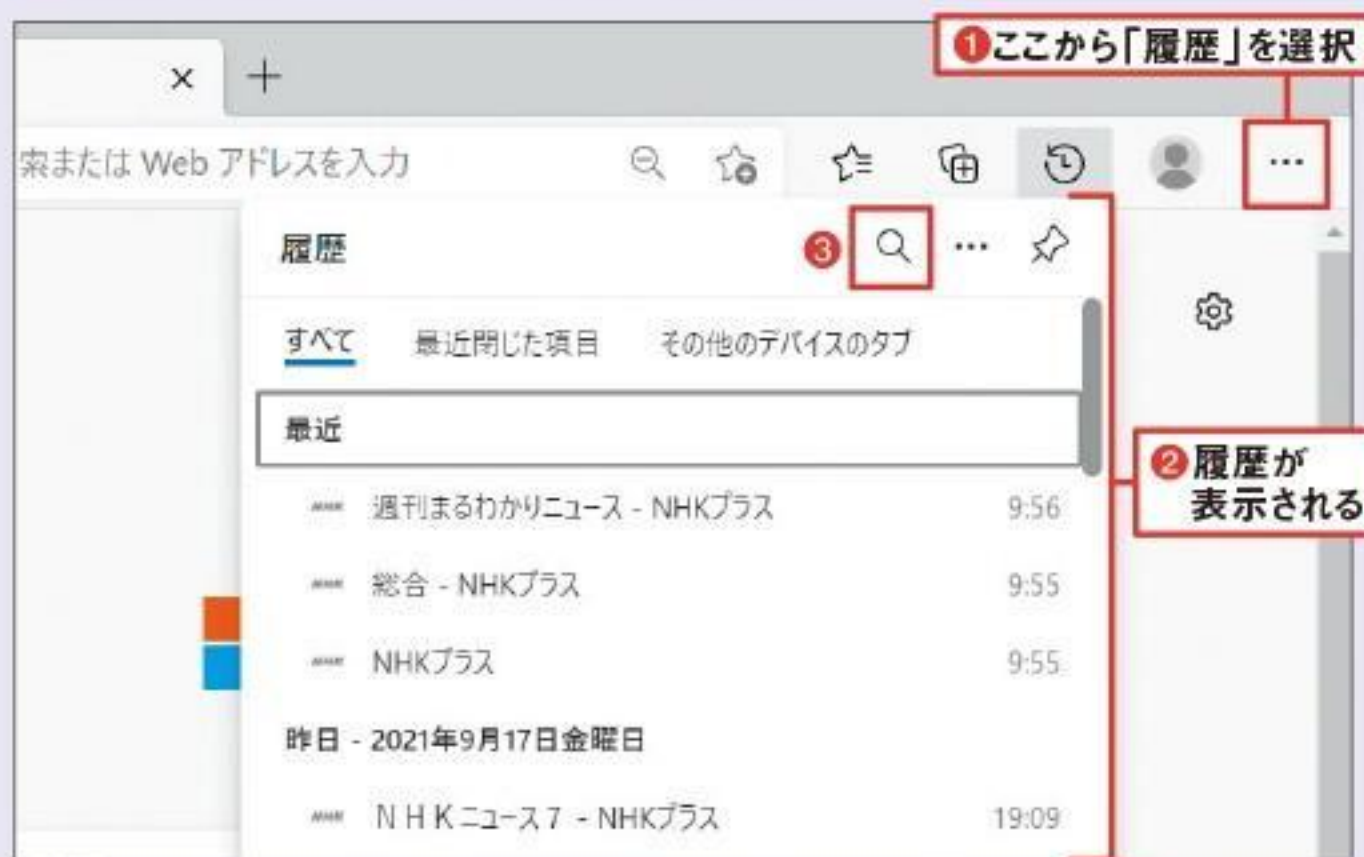 ❶ここから「履歴」を選択
索または Web アドレスを入力
履歴
❸
すべて 最近閉じた項目 その他のデバイスのタブ
最近
❷履歴が
表示される
週刊まるわかりニュース - NHKプラス 9:56
総合 - NHKプラス 9:55
NHKプラス 9:55
昨日 - 2021年9月17日金曜日
ＮＨＫニュース７ - NHKプラス 19:09